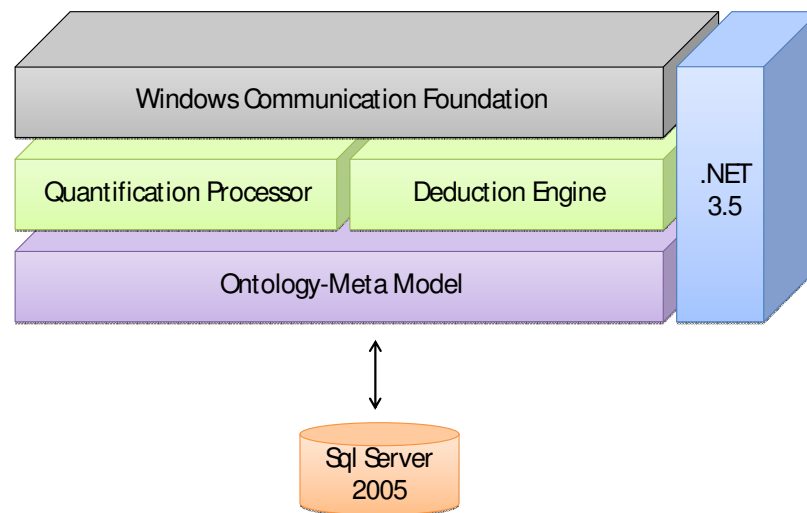 Windows Communication Foundation
Quantification Processor
Deduction Engine
.NET
3.5
Ontology-Meta Model
Sql Server
2005